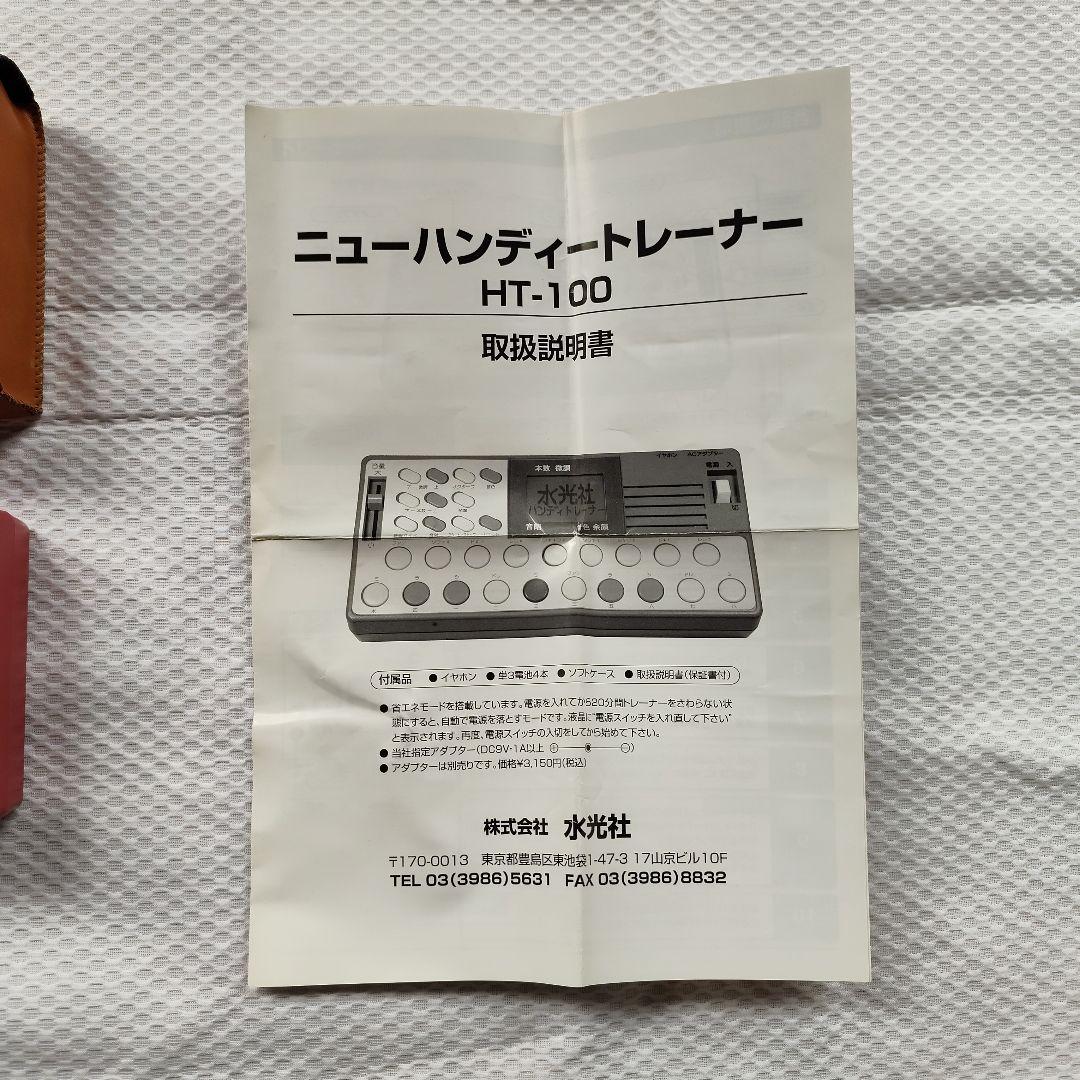 ニューハンディートレーナー
HT-100
取扱説明書
イヤホン ACアダプター
音量
大
本数 微調
電源 入
切
上
水光社
ハンディトレーナー
音階
色 余韻
付属品 ●イヤホン ●単3電池4本 ●ソフトケース ●取扱説明書(保証書付)
●省エネモードを搭載しています。電源を入れてから20分間トレーナーをさわらない状
態にすると、自動で電源を落とすモードです。液晶に"電源スイッチを入れ直して下さい"
と表示されます。再度、電源スイッチの入切をしてから始めて下さい。
●当社指定アダプター(DC9V-1A以上 ⊕—◉—⊖)
●アダプターは別売りです。価格¥3,150円(税込)
株式会社 水光社
〒170-0013 東京都豊島区東池袋1-47-3 17山京ビル10F
TEL 03(3986)5631 FAX 03(3986)8832